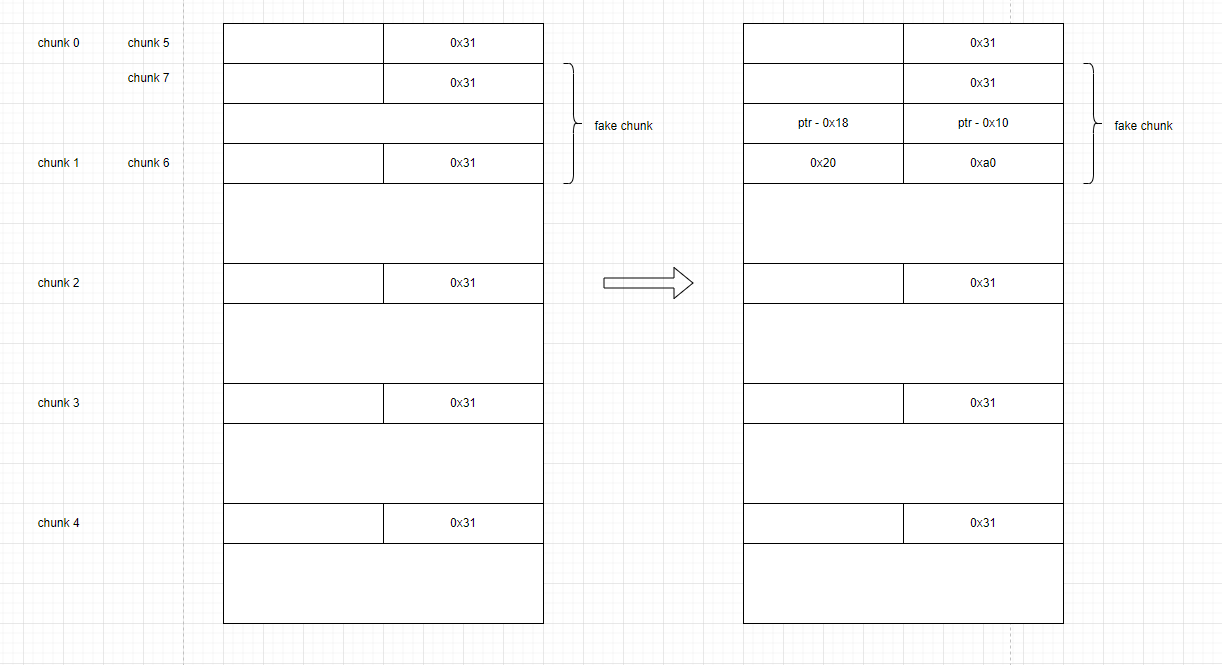 chunk 0 chunk 5 0x31 0x31
chunk 7 0x31 0x31
fake chunk ptr - 0x18 ptr - 0x10 fake chunk
chunk 1 chunk 6 0x31 0x20 0xa0
chunk 2 0x31 0x31
chunk 3 0x31 0x31
chunk 4 0x31 0x31